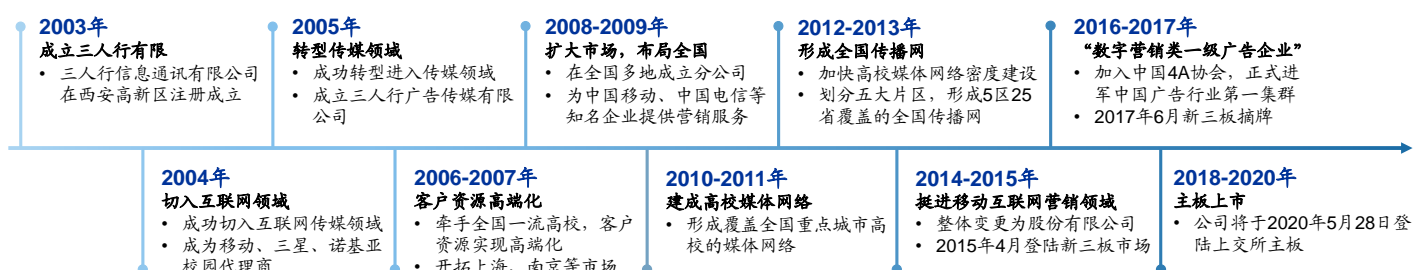 2003年
成立三人行有限
• 三人行信息通讯有限公司
在西安高新区注册成立
2005年
转型传媒领域
• 成功转型进入传媒领域
• 成立三人行广告传媒有限
公司
2008-2009年
扩大市场，布局全国
• 在全国多地成立分公司
• 为中国移动、中国电信等
知名企业提供营销服务
2012-2013年
形成全国传播网
• 加快高校媒体网络密度建设
• 划分五大片区，形成5区25
省覆盖的全国传播网
2016-2017年
“数字营销类一级广告企业”
• 加入中国4A协会，正式进
军中国广告行业第一集群
• 2017年6月新三板摘牌
2004年
切入互联网领域
• 成功切入互联网传媒领域
• 成为移动、三星、诺基亚
校园代理商
2006-2007年
客户资源高端化
• 牵手全国一流高校，客户
资源实现高端化
• 开拓上海、南京等市场
2010-2011年
建成高校媒体网络
• 形成覆盖全国重点城市高
校的媒体网络
2014-2015年
挺进移动互联网营销领域
• 整体变更为股份有限公司
• 2015年4月登陆新三板市场
2018-2020年
主板上市
• 公司将于2020年5月28日登
陆上交所主板